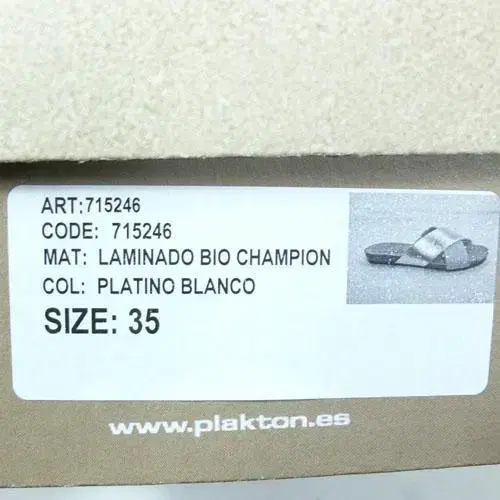 ART:715246
CODE: 715246
MAT: LAMINADO BIO CHAMPION
COL: PLATINO BLANCO
SIZE: 35
www.plakton.es